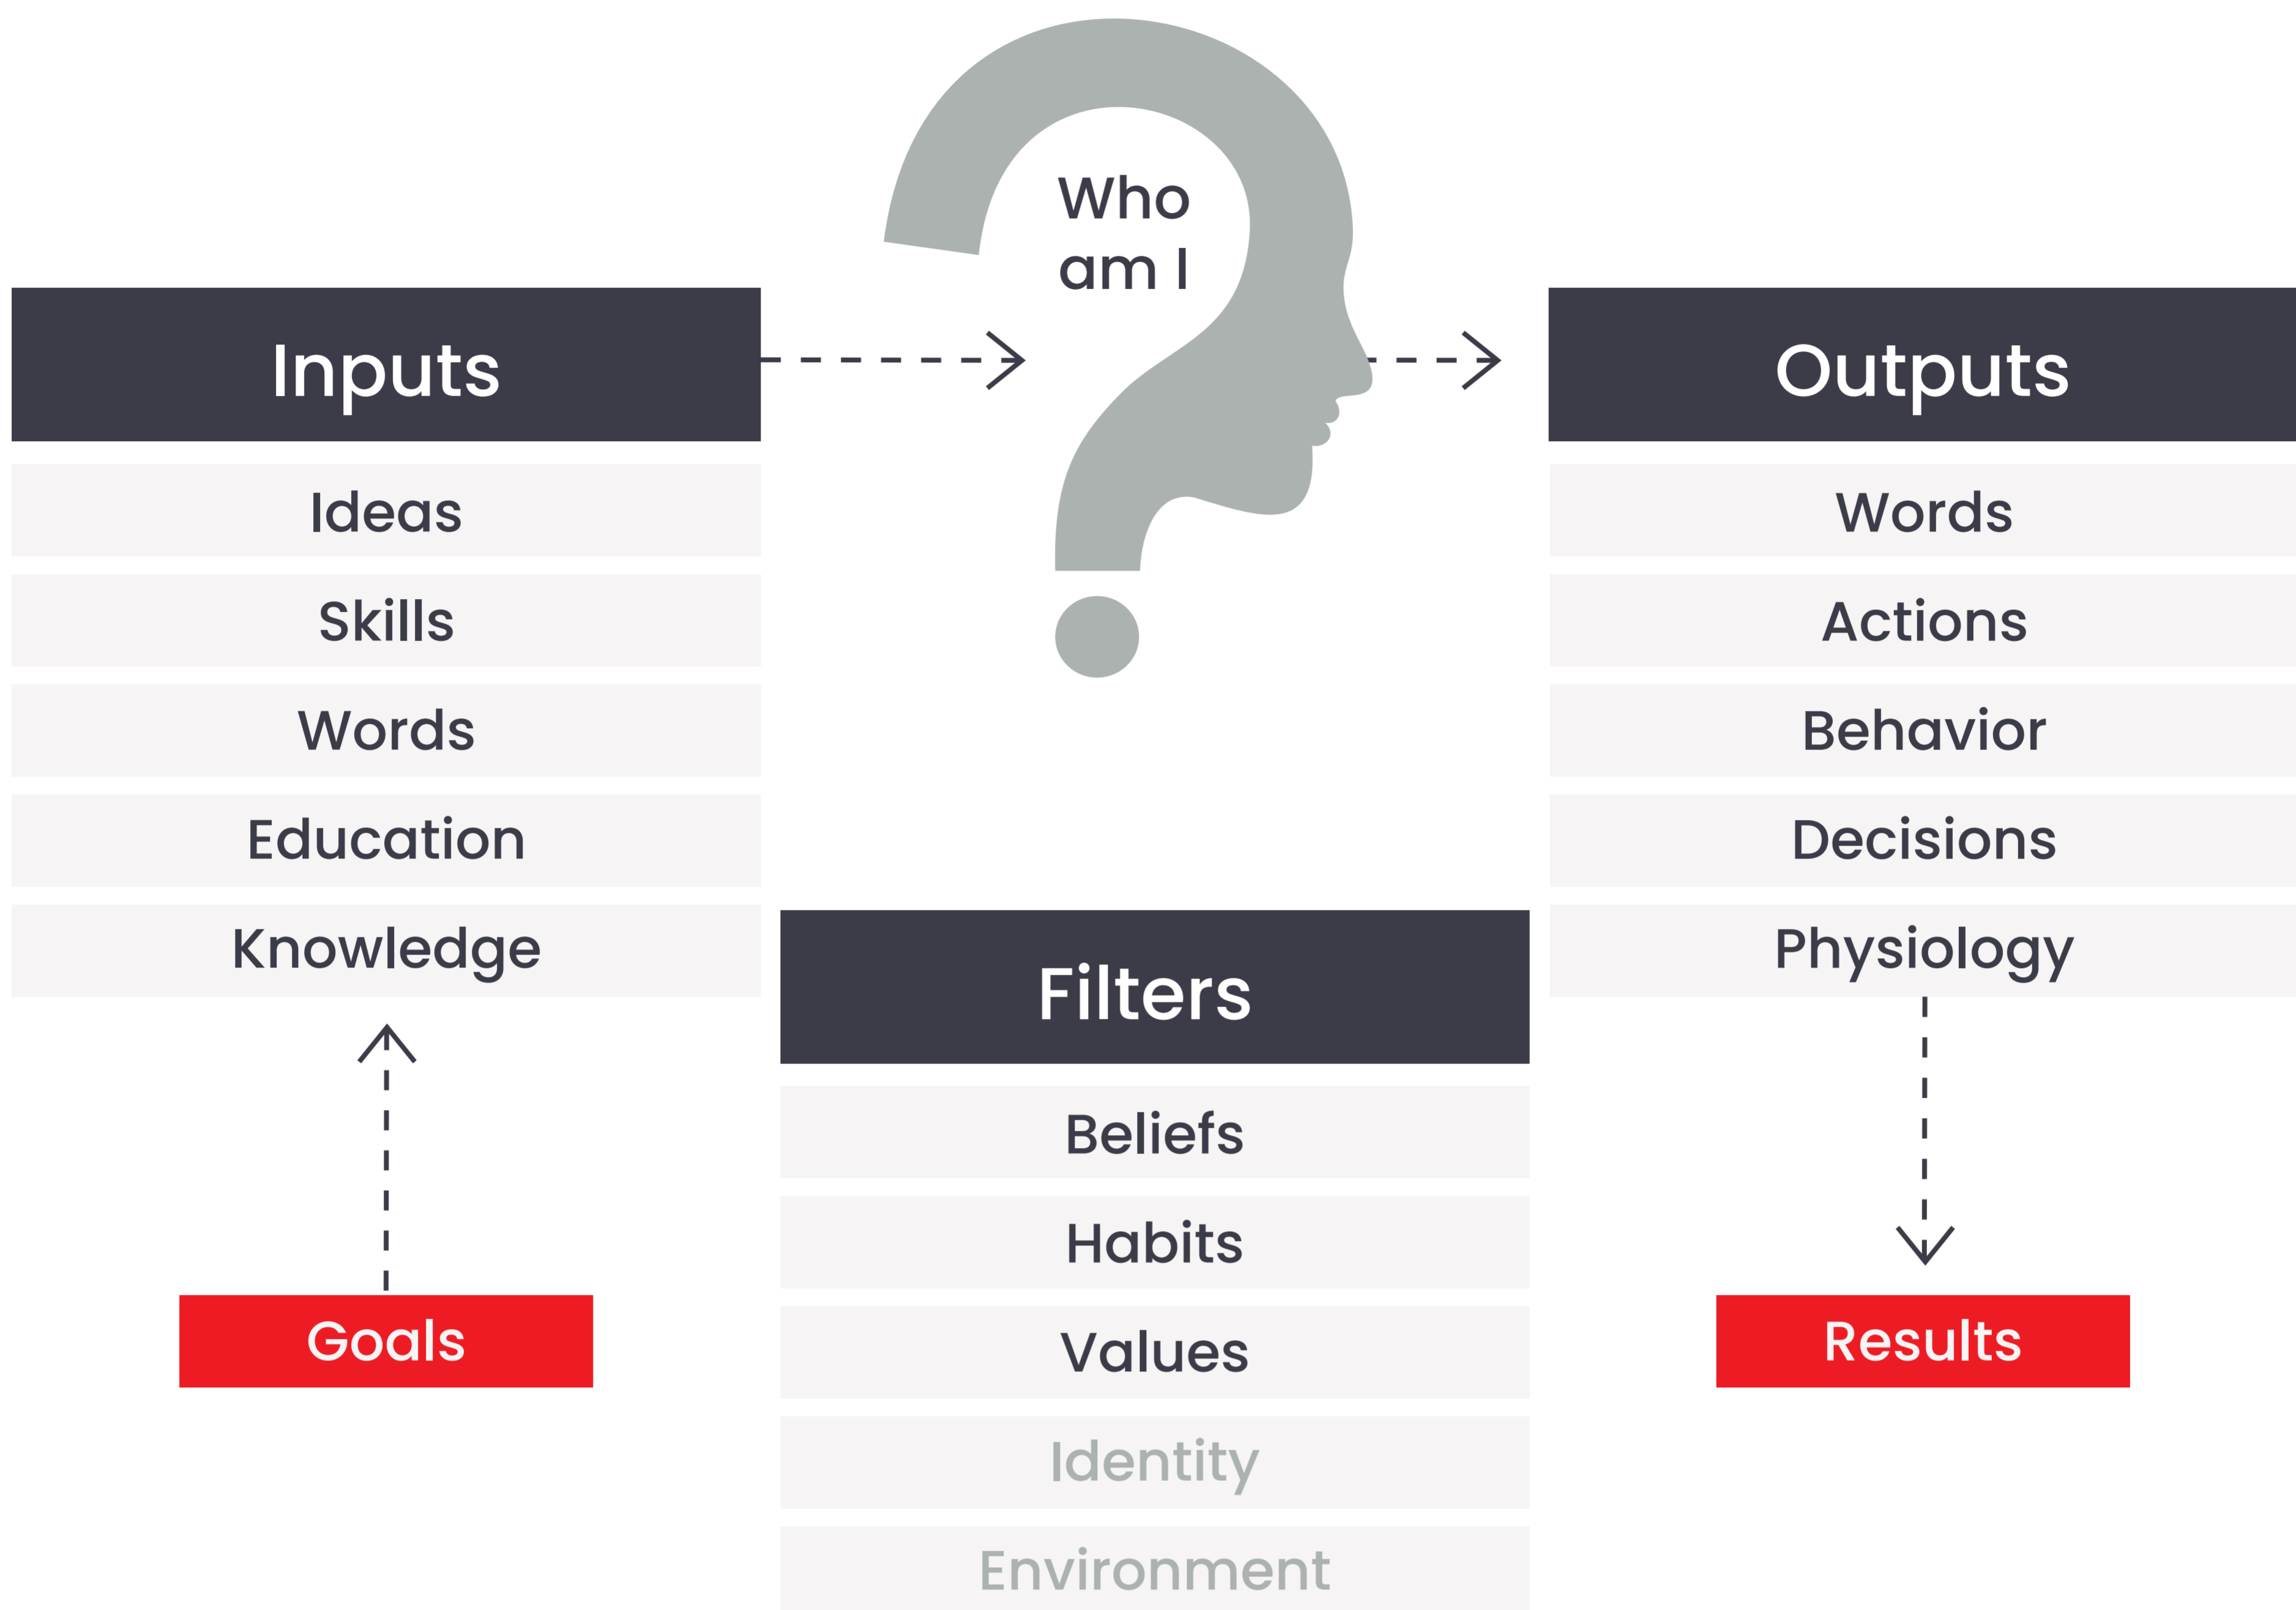 Who
am I
Inputs
Ideas
Skills
Words
Education
Knowledge
Goals
Filters
Beliefs
Habits
Values
Identity
Environment
Outputs
Words
Actions
Behavior
Decisions
Physiology
Results